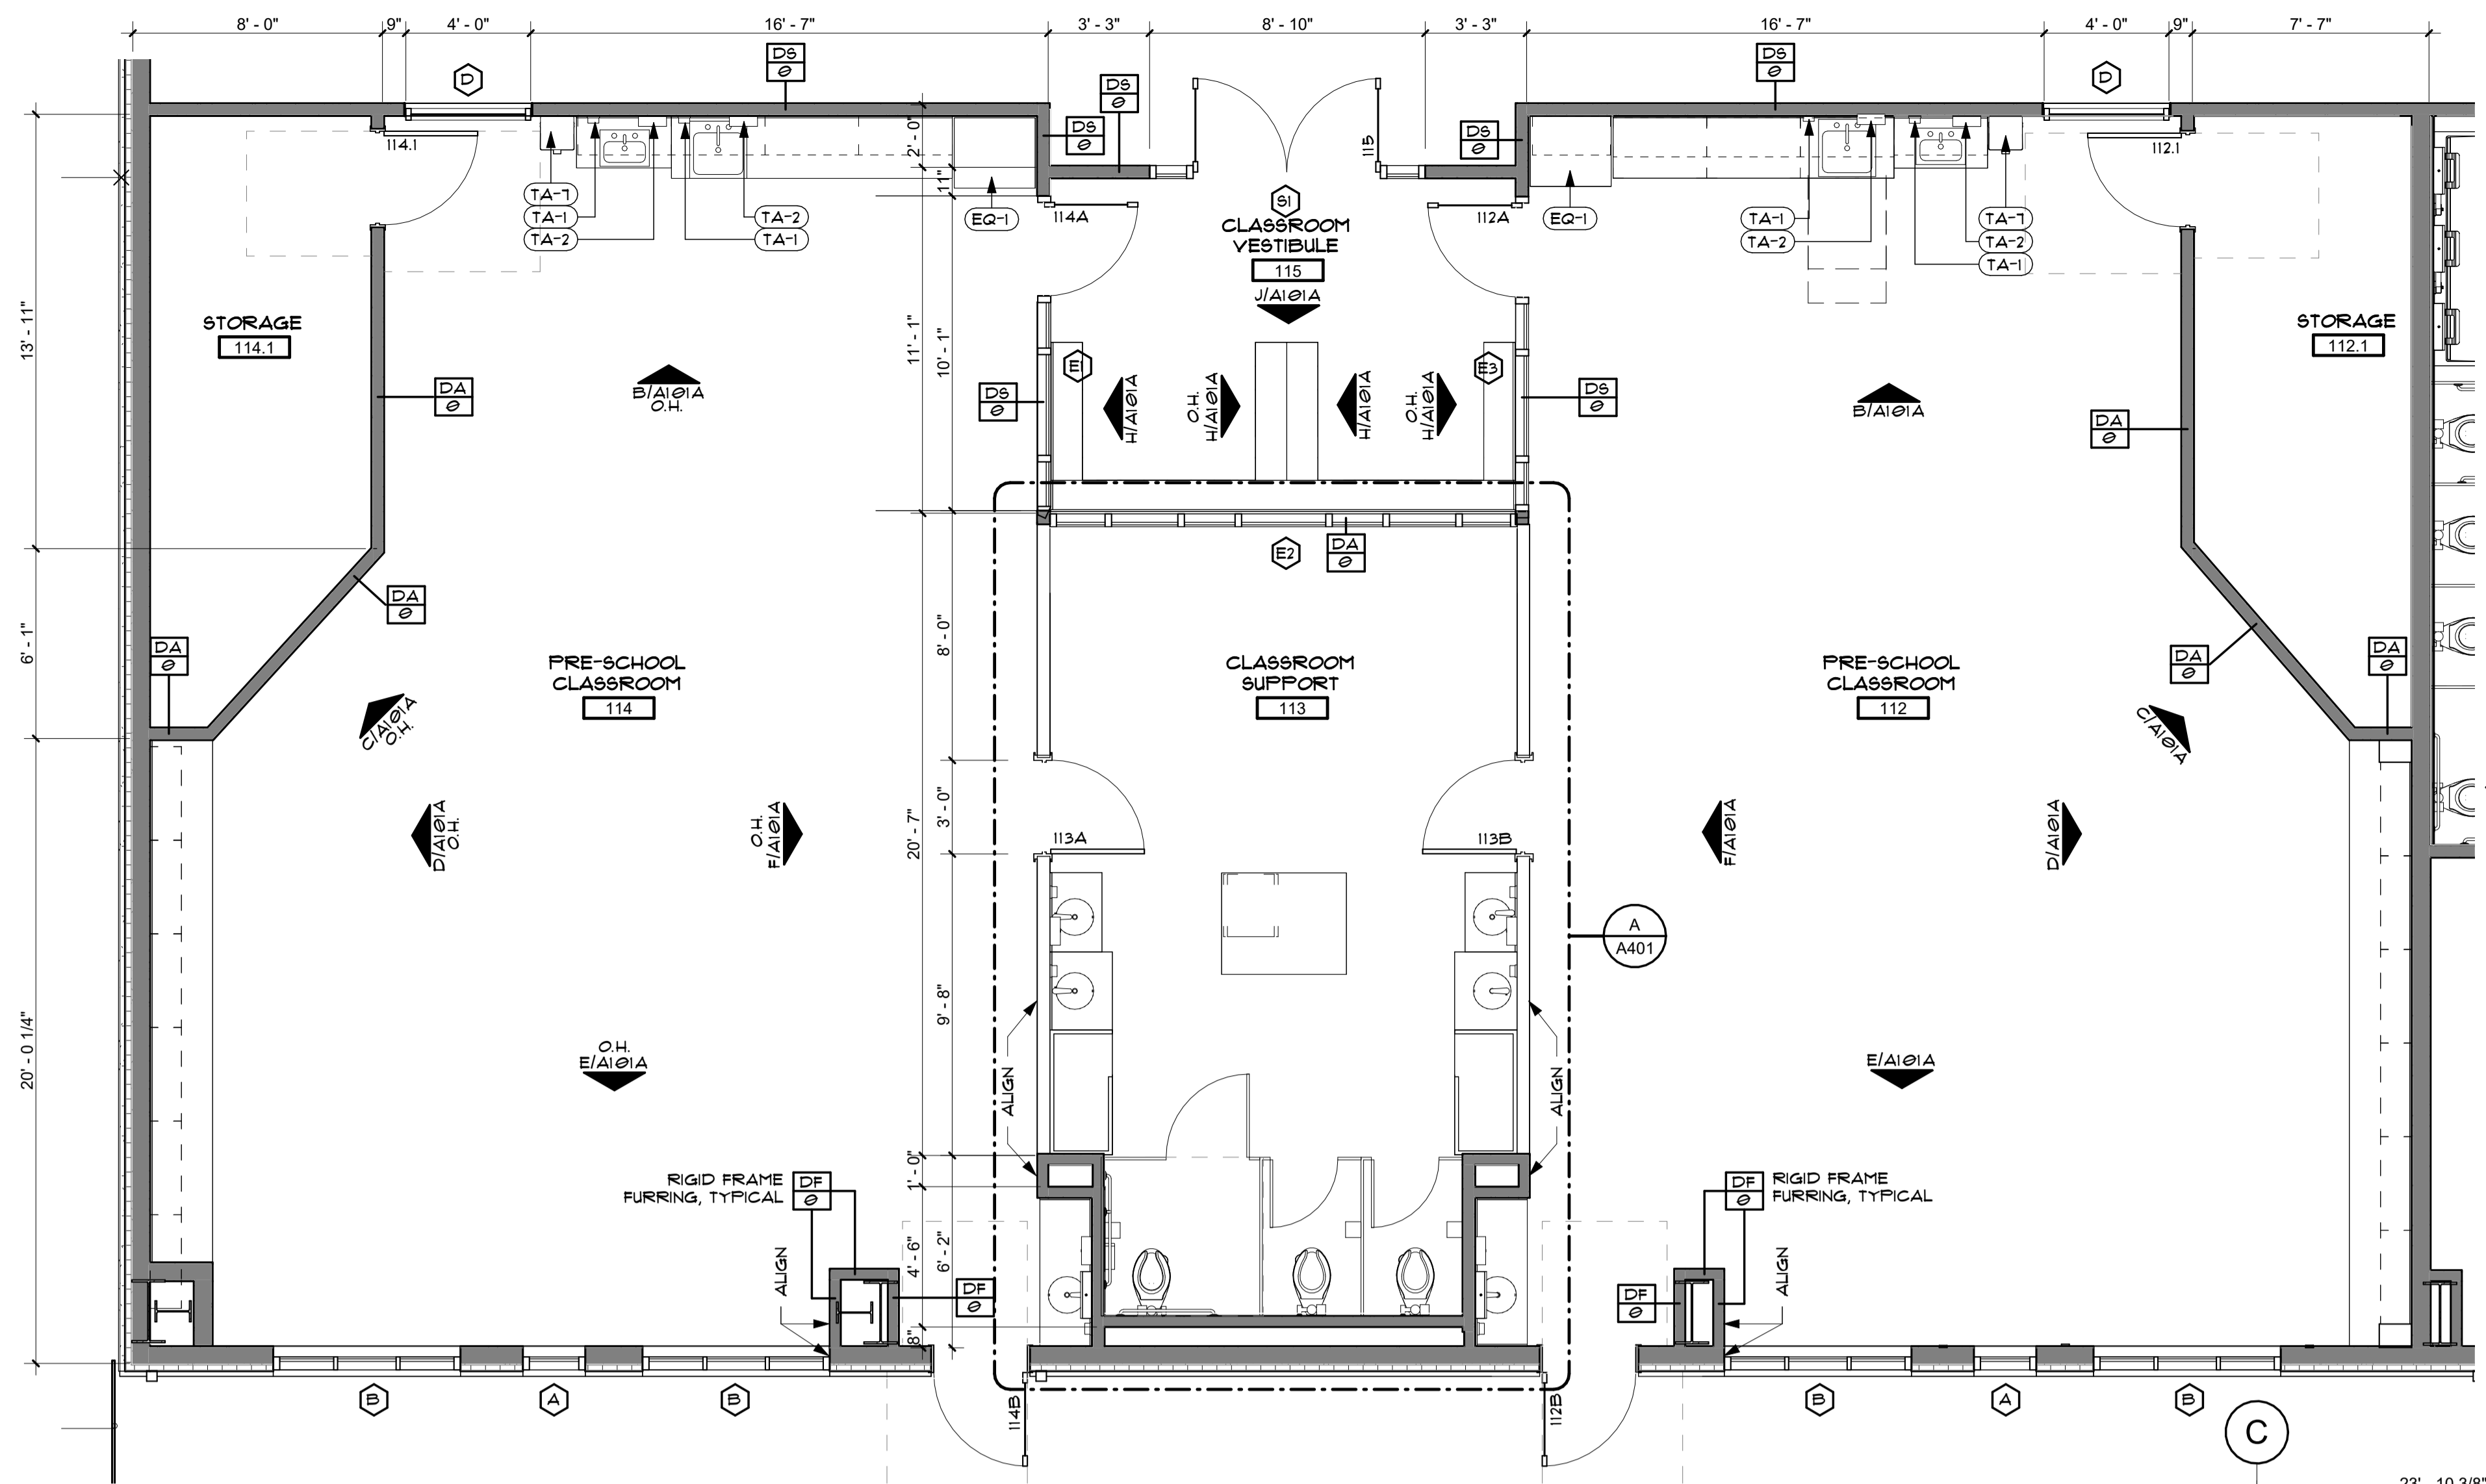 8' - 0"
9"
4' - 0"
16' - 7"
3' - 3"
8' - 10"
3' - 3"
16' - 7"
4' - 0"
9"
7' - 7"
D
DS
Ø
DS
Ø
DS
Ø
DS
Ø
DS
Ø
D
114.1
2' - 0"
11"
115
112.1
TA-7
TA-1
TA-2
TA-2
TA-1
EQ-1
114A
S1
CLASSROOM
VESTIBULE
115
J/A101A
112A
EQ-1
TA-1
TA-2
TA-7
TA-2
TA-1
13' - 11"
STORAGE
114.1
DA
Ø
B/A101A
O.H.
11' - 1"
10' - 1"
DS
Ø
E1
H/A101A
O.H.
H/A101A
H/A101A
O.H.
H/A101A
E3
DS
Ø
B/A101A
DA
Ø
STORAGE
112.1
E2
DA
Ø
6' - 1"
DA
Ø
DA
Ø
8' - 0"
DA
Ø
DA
Ø
PRE-SCHOOL
CLASSROOM
114
CLASSROOM
SUPPORT
113
PRE-SCHOOL
CLASSROOM
112
C/A101A
O.H.
C/A101A
D/A101A
O.H.
O.H.
F/A101A
20' - 7"
3' - 0"
113A
113B
F/A101A
D/A101A
A
A401
20' - 0 1/4"
9' - 8"
O.H.
E/A101A
ALIGN
ALIGN
E/A101A
RIGID FRAME
FURRING, TYPICAL
DF
Ø
1' - 0"
DF
Ø
RIGID FRAME
FURRING, TYPICAL
ALIGN
4' - 6"
6' - 2"
DF
Ø
DF
Ø
ALIGN
8"
B
A
B
114B
112B
B
A
B
C
23' - 10 3/8"